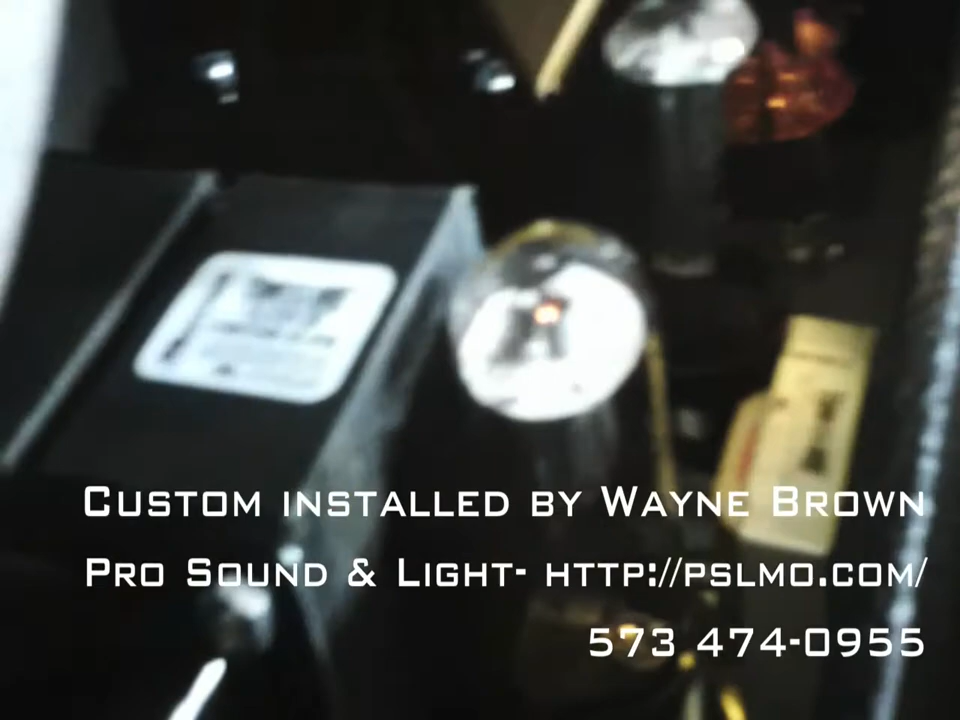 Custom installed by Wayne Brown
Pro Sound & Light- http://pslmo.com/
573 474-0955